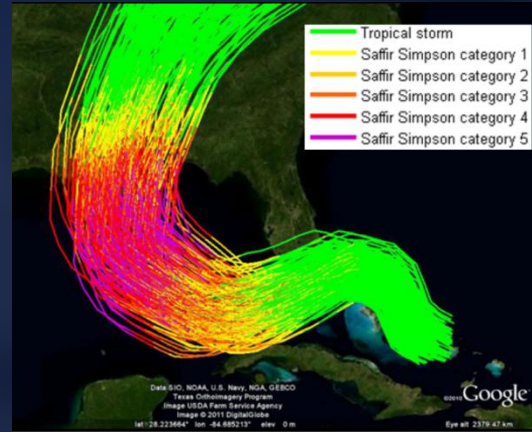 Tropical storm
Saffir Simpson category 1
Saffir Simpson category 2
Saffir Simpson category 3
Saffir Simpson category 4
Saffir Simpson category 5
Data SIO, NOAA, U.S. Navy, NGA, GEBCO
Texas Orthoimagery Program
Image USDA Farm Service Agency
Image © 2011 DigitalGlobe
©2010 Google
lat 28.223664° lon -84.685213° elev 0 m
Eye alt 2379.47 km